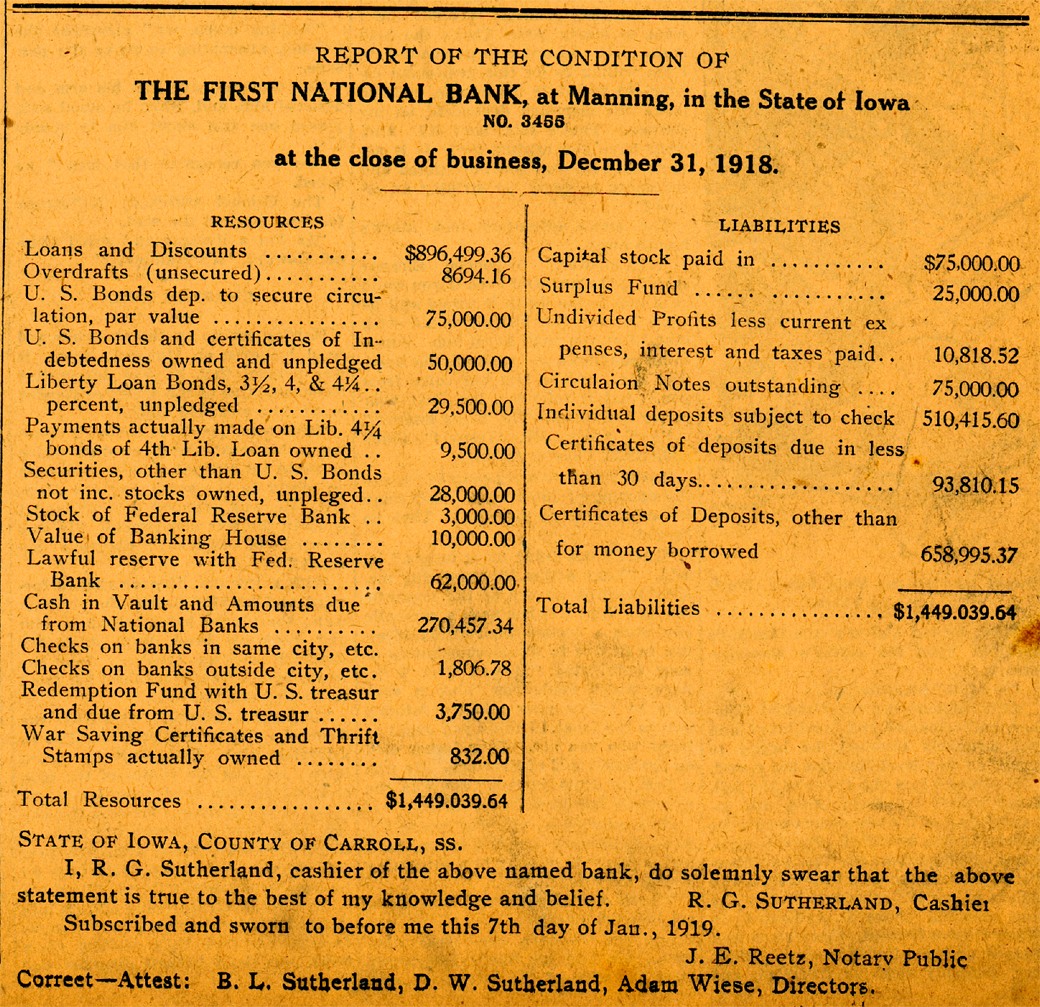 REPORT OF THE CONDITION OF
THE FIRST NATIONAL BANK, at Manning, in the State of Iowa
NO. 3455
at the close of business, Decmber 31, 1918.
RESOURCES
Loans and Discounts ........... $896,499.36
Overdrafts (unsecured)........... 8694.16
U. S. Bonds dep. to secure circu-
lation, par value ................ 75,000.00
U. S. Bonds and certificates of In-
debtedness owned and unpledged 50,000.00
Liberty Loan Bonds, 3½, 4, & 4¼..
percent, unpledged ............ 29,500.00
Payments actually made on Lib. 4¼
bonds of 4th Lib. Loan owned .. 9,500.00
Securities, other than U. S. Bonds
not inc. stocks owned, unpleged.. 28,000.00
Stock of Federal Reserve Bank .. 3,000.00
Value of Banking House ........ 10,000.00
Lawful reserve with Fed. Reserve
Bank .......................... 62,000.00
Cash in Vault and Amounts due
from National Banks .......... 270,457.34
Checks on banks in same city, etc.
Checks on banks outside city, etc. 1,806.78
Redemption Fund with U. S. treasur
and due from U. S. treasur ...... 3,750.00
War Saving Certificates and Thrift
Stamps actually owned ........ 832.00
Total Resources ................ $1,449.039.64
LIABILITIES
Capital stock paid in ........... $75,000.00
Surplus Fund ...... ........... 25,000.00
Undivided Profits less current ex
penses, interest and taxes paid.. 10,818.52
Circulaion Notes outstanding .... 75,000.00
Individual deposits subject to check 510,415.60
Certificates of deposits due in less
than 30 days.................. 93,810.15
Certificates of Deposits, other than
for money borrowed 658,995.37
Total Liabilities ................ $1,449.039.64
STATE OF IOWA, COUNTY OF CARROLL, SS.
I, R. G. Sutherland, cashier of the above named bank, do solemnly swear that the above
statement is true to the best of my knowledge and belief. R. G. SUTHERLAND, Cashier
Subscribed and sworn to before me this 7th day of Jan., 1919.
J. E. Reetz, Notary Public
Correct—Attest: B. L. Sutherland, D. W. Sutherland, Adam Wiese, Directors.